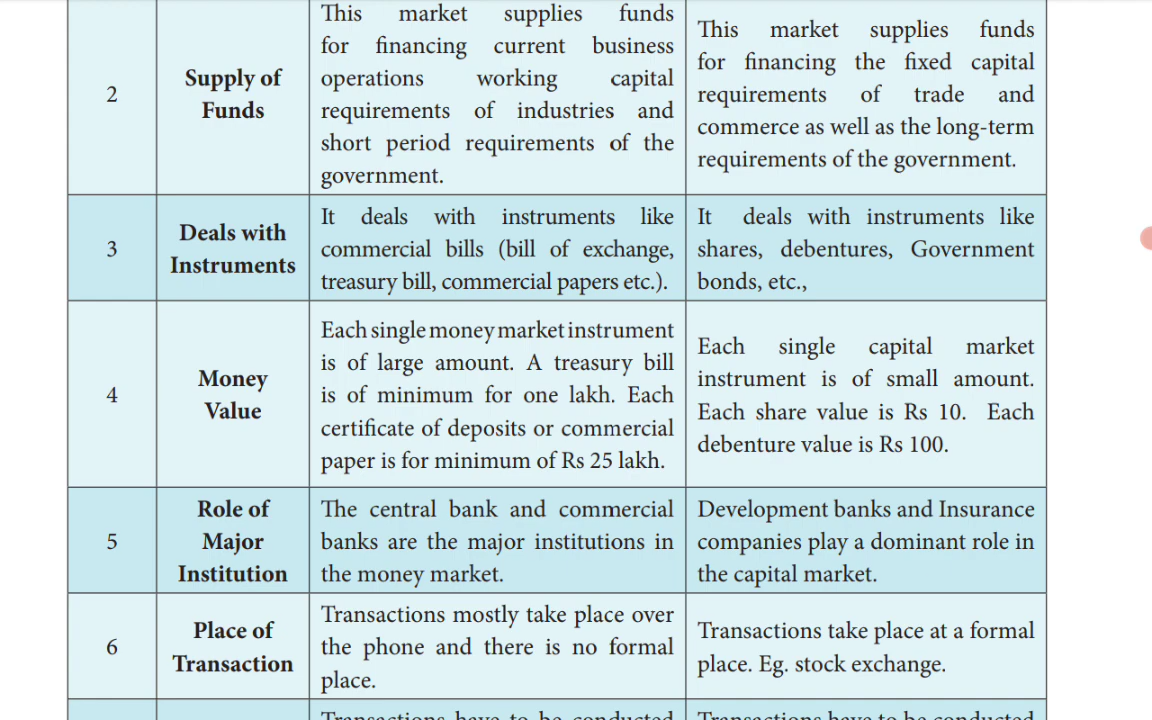 2
Supply of
Funds
This market supplies funds
for financing current business
operations working capital
requirements of industries and
short period requirements of the
government.
This market supplies funds
for financing the fixed capital
requirements of trade and
commerce as well as the long-term
requirements of the government.
3
Deals with
Instruments
It deals with instruments like
commercial bills (bill of exchange,
treasury bill, commercial papers etc.).
It deals with instruments like
shares, debentures, Government
bonds, etc.,
4
Money
Value
Each single money market instrument
is of large amount. A treasury bill
is of minimum for one lakh. Each
certificate of deposits or commercial
paper is for minimum of Rs 25 lakh.
Each single capital market
instrument is of small amount.
Each share value is Rs 10. Each
debenture value is Rs 100.
5
Role of
Major
Institution
The central bank and commercial
banks are the major institutions in
the money market.
Development banks and Insurance
companies play a dominant role in
the capital market.
6
Place of
Transaction
Transactions mostly take place over
the phone and there is no formal
place.
Transactions take place at a formal
place. Eg. stock exchange.
Transactions have to be conducted
Transactions have to be conducted